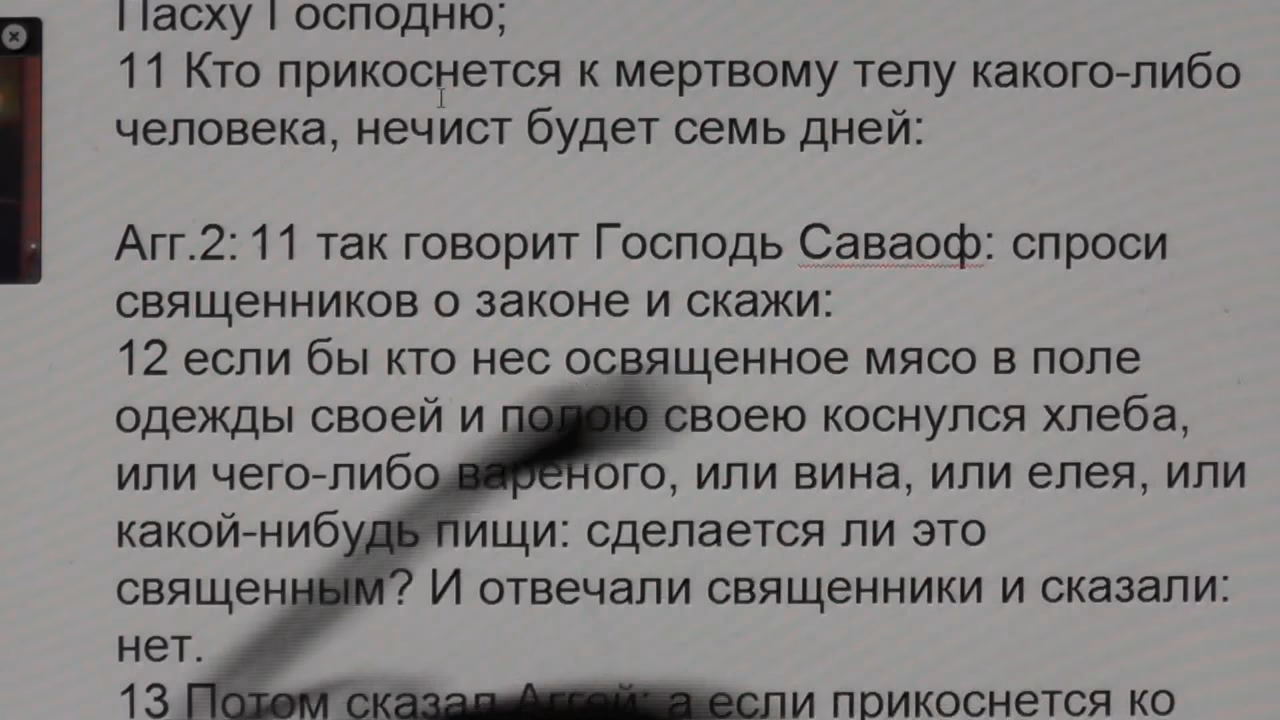 Пасху Господню;
11 Кто прикоснется к мертвому телу какого-либо
человека, нечист будет семь дней:
Агг.2: 11 так говорит Господь Саваоф: спроси
священников о законе и скажи:
12 если бы кто нес освященное мясо в поле
одежды своей и полою своею коснулся хлеба,
или чего-либо вареного, или вина, или елея, или
какой-нибудь пищи: сделается ли это
священным? И отвечали священники и сказали:
нет.
13 Потом сказал Аггей: а если прикоснется ко